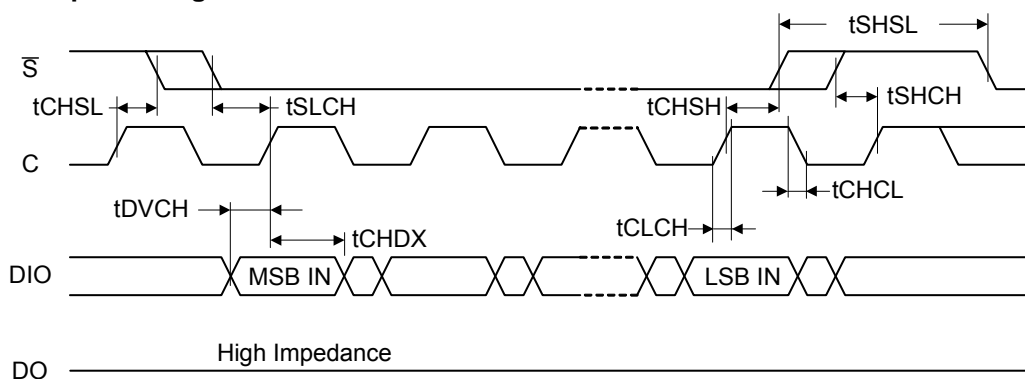 tSHSL
S̅
tCHSL
tSLCH
tCHSH
tSHCH
C
tDVCH
tCHCL
tCLCH
tCHDX
DIO
MSB IN
LSB IN
High Impedance
DO